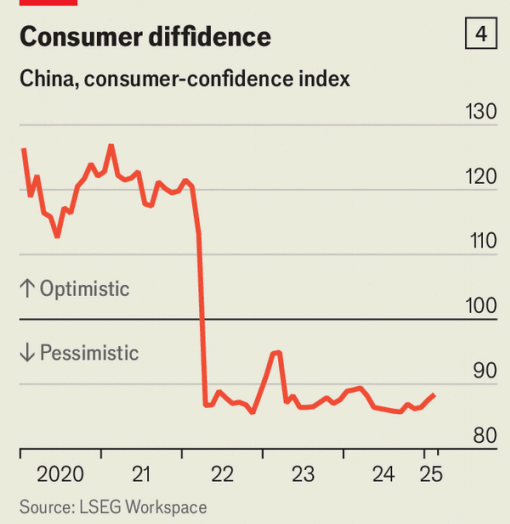 Consumer diffidence
4
China, consumer-confidence index
130
120
110
↑ Optimistic
100
↓ Pessimistic
90
80
2020 21 22 23 24 25
Source: LSEG Workspace